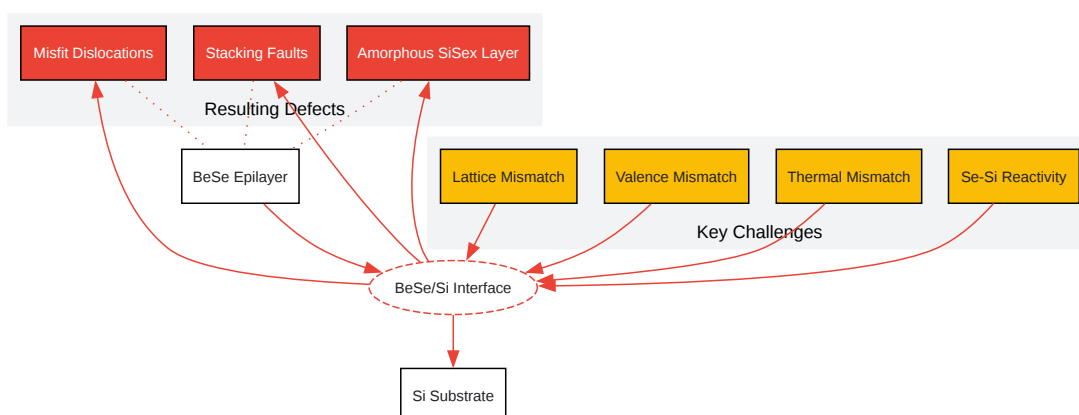 Misfit Dislocations
Stacking Faults
Amorphous SiSex Layer
Resulting Defects
BeSe Epilayer
Lattice Mismatch
Valence Mismatch
Thermal Mismatch
Se-Si Reactivity
Key Challenges
BeSe/Si Interface
Si Substrate